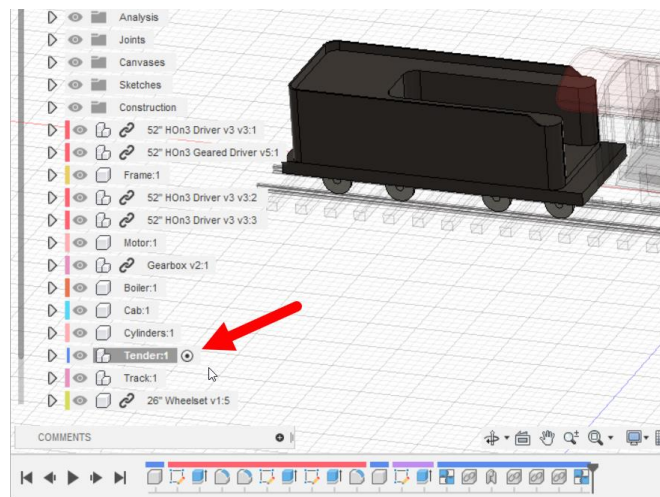 Analysis
Joints
Canvases
Sketches
Construction
52" HOn3 Driver v3 v3:1
52" HOn3 Geared Driver v5:1
Frame:1
52" HOn3 Driver v3 v3:2
52" HOn3 Driver v3 v3:3
Motor:1
Gearbox v2:1
Boiler:1
Cab:1
Cylinders:1
Tender:1
Track:1
26" Wheelset v1:5
COMMENTS